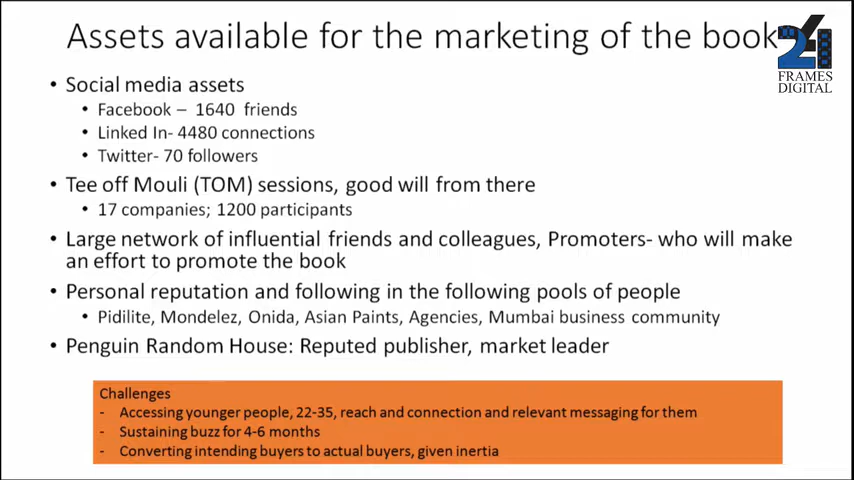 Assets available for the marketing of the book
24
FRAMES
DIGITAL
• Social media assets
• Facebook – 1640 friends
• Linked In- 4480 connections
• Twitter- 70 followers
• Tee off Mouli (TOM) sessions, good will from there
• 17 companies; 1200 participants
• Large network of influential friends and colleagues, Promoters- who will make
an effort to promote the book
• Personal reputation and following in the following pools of people
• Pidilite, Mondelez, Onida, Asian Paints, Agencies, Mumbai business community
• Penguin Random House: Reputed publisher, market leader
Challenges
- Accessing younger people, 22-35, reach and connection and relevant messaging for them
- Sustaining buzz for 4-6 months
- Converting intending buyers to actual buyers, given inertia